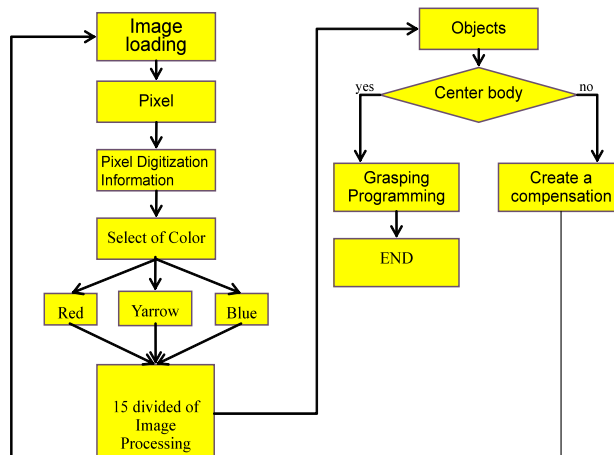 Image
loading
Pixel
Pixel Digitization
Information
Select of Color
Red
Yarrow
Blue
15 divided of
Image
Processing
Objects
Center body
yes
no
Grasping
Programming
Create a
compensation
END